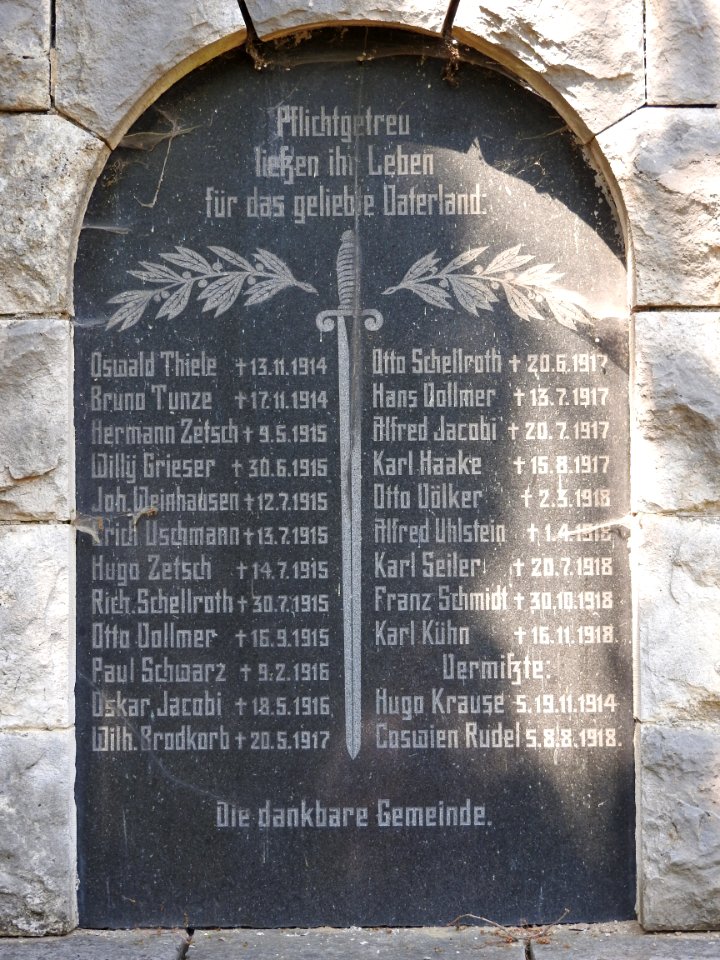 Pflichtgetreu
ließen ihr Leben
für das geliebte Vaterland.
Oswald Thiele +13.11.1914
Bruno Tunze +17.11.1914
Hermann Zetsch +9.5.1915
Willy Grieser +30.6.1915
Joh. Weinhausen +12.7.1915
Erich Uschmann +13.7.1915
Hugo Zetsch +14.7.1915
Rich. Schellroth +30.7.1915
Otto Vollmer +16.9.1915
Paul Schwarz +9.2.1916
Oskar Jacobi +18.5.1916
Wilh. Brodkorb +20.5.1917
Otto Schellroth +20.6.1917
Hans Vollmer +13.7.1917
Alfred Jacobi +20.7.1917
Karl Haake +15.8.1917
Otto Völker +2.3.1918
Alfred Uhlstein +1.4.1918
Karl Seiler +20.7.1918
Franz Schmidt +30.10.1918
Karl Kühn +16.11.1918.
Vermißte:
Hugo Krause s.19.11.1914
Coswien Rudel s.8.8.1918.
Die dankbare Gemeinde.